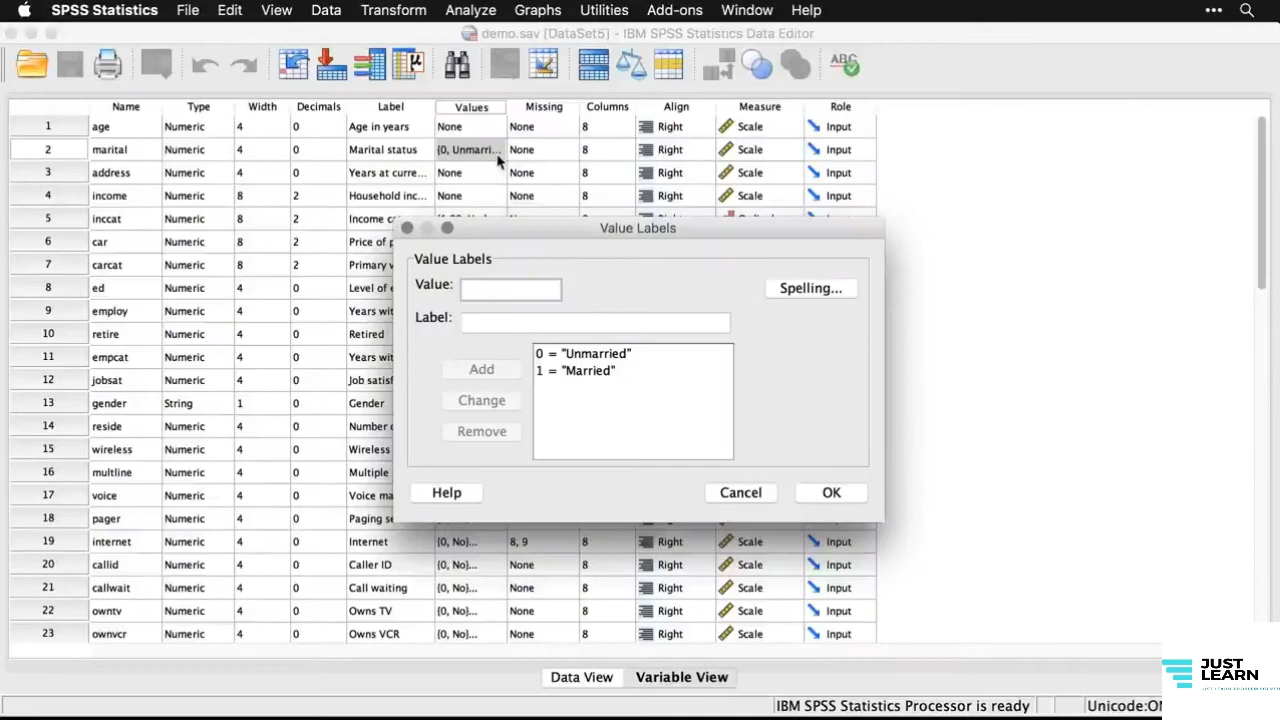 SPSS Statistics File Edit Data Transform Analyze Graphs Utilities Add-ons Window Help
demo.sav [DataSet5] - IBM SPSS Statistics Data Editor
Name Type Width Decimals Label Values Missing Columns Align Measure Role
1 age Numeric 4 0 Age in years None None 8 Right Scale Input
2 marital Numeric 4 0 Marital status {0, Unmarri... None 8 Right Scale Input
3 address Numeric 4 0 Years at curre... None None 8 Right Scale Input
4 income Numeric 8 2 Household inc... None None 8 Right Scale Input
5 inccat Numeric 8 2 Income 8 Right Input
6 car Numeric 8 2 Price of
7 carcat Numeric 8 2 Primary
8 ed Numeric 4 0 Level of
9 employ Numeric 4 0 Years
10 retire Numeric 4 0 Retired
11 empcat Numeric 4 0 Years
12 jobsat Numeric 4 0 Job
13 gender String 1 0 Gender
14 reside Numeric 4 0 Number
15 wireless Numeric 4 0 Wireless
16 multline Numeric 4 0 Multiple
17 voice Numeric 4 0 Voice
18 pager Numeric 4 0 Paging
19 internet Numeric 4 0 Internet {0, No}... 8, 9 8 Right Scale Input
20 callid Numeric 4 0 Caller ID {0, No}... None 8 Right Scale Input
21 callwait Numeric 4 0 Call waiting {0, No}... None 8 Right Scale Input
22 owntv Numeric 4 0 Owns TV {0, No}... None 8 Right Scale Input
23 ownvcr Numeric 4 0 Owns VCR {0, No}... None 8 Right Scale Input
Value Labels
Value Labels
Value:
Spelling...
Label:
0 = "Unmarried"
1 = "Married"
Add
Change
Remove
Help Cancel OK
Data View Variable View
IBM SPSS Statistics Processor is ready Unicode:
JUST
LEARN
ABC